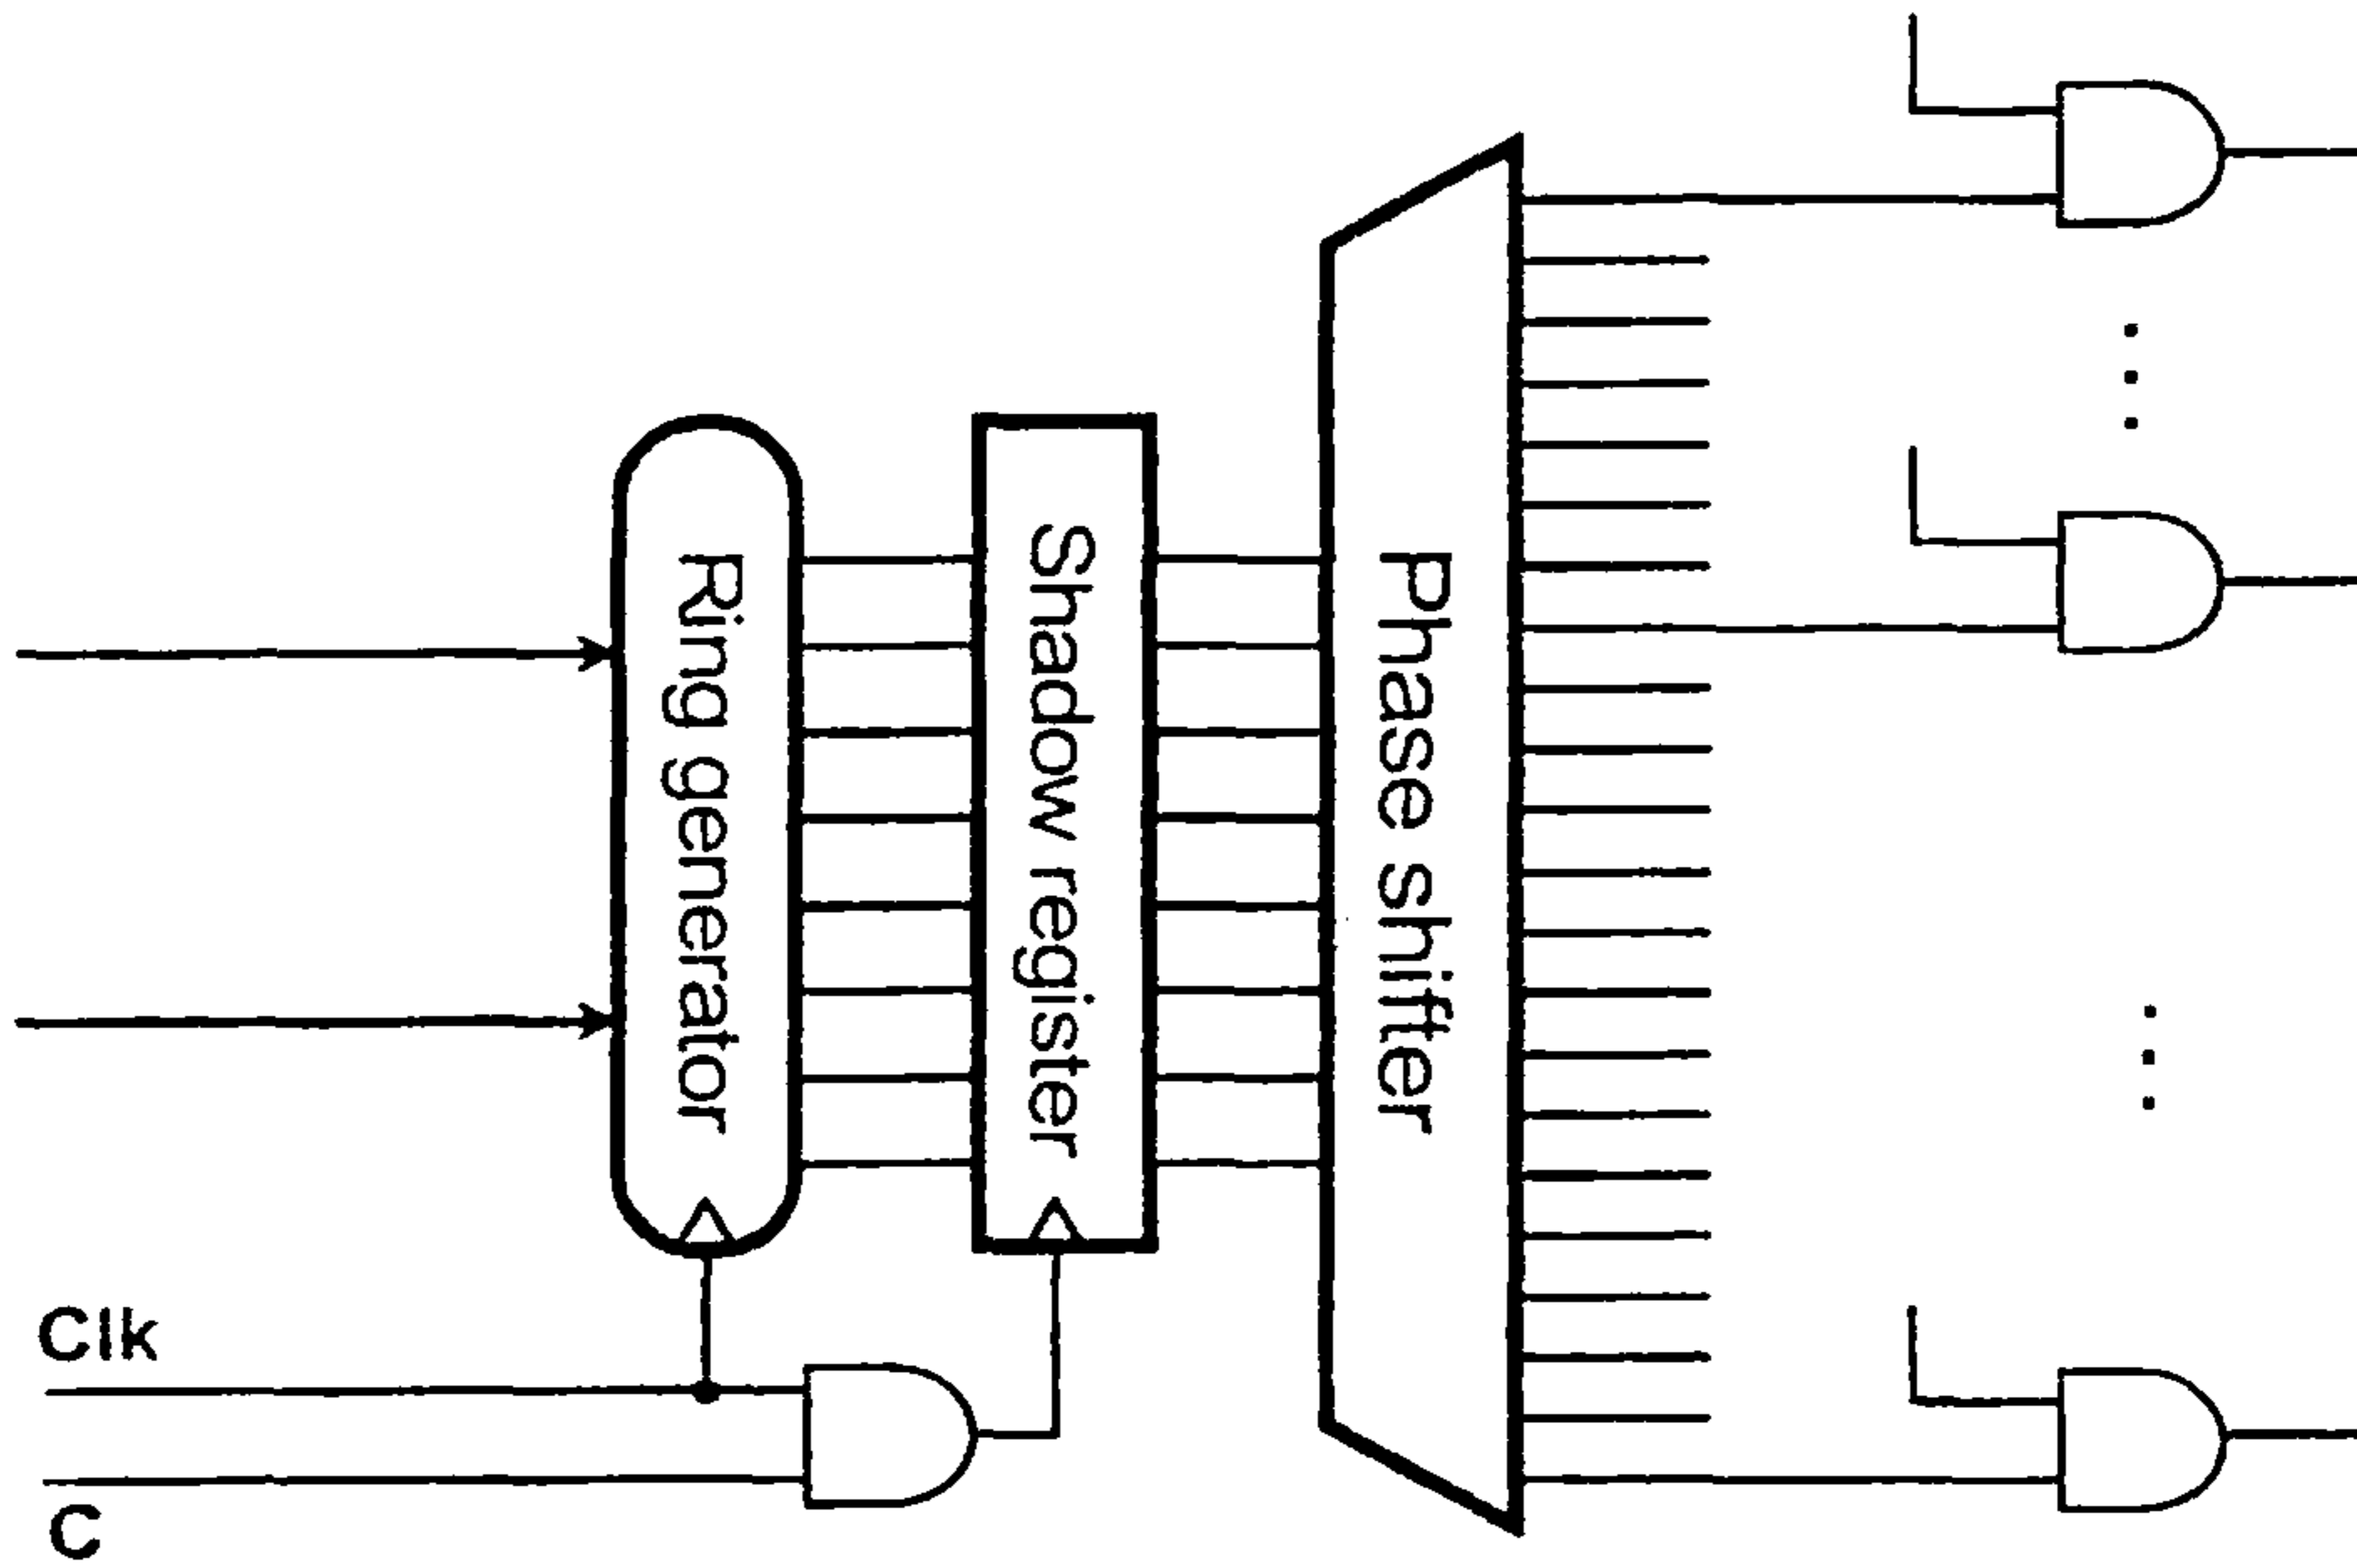 Ring generator
Shadow register
Phase shifter
Clk
C